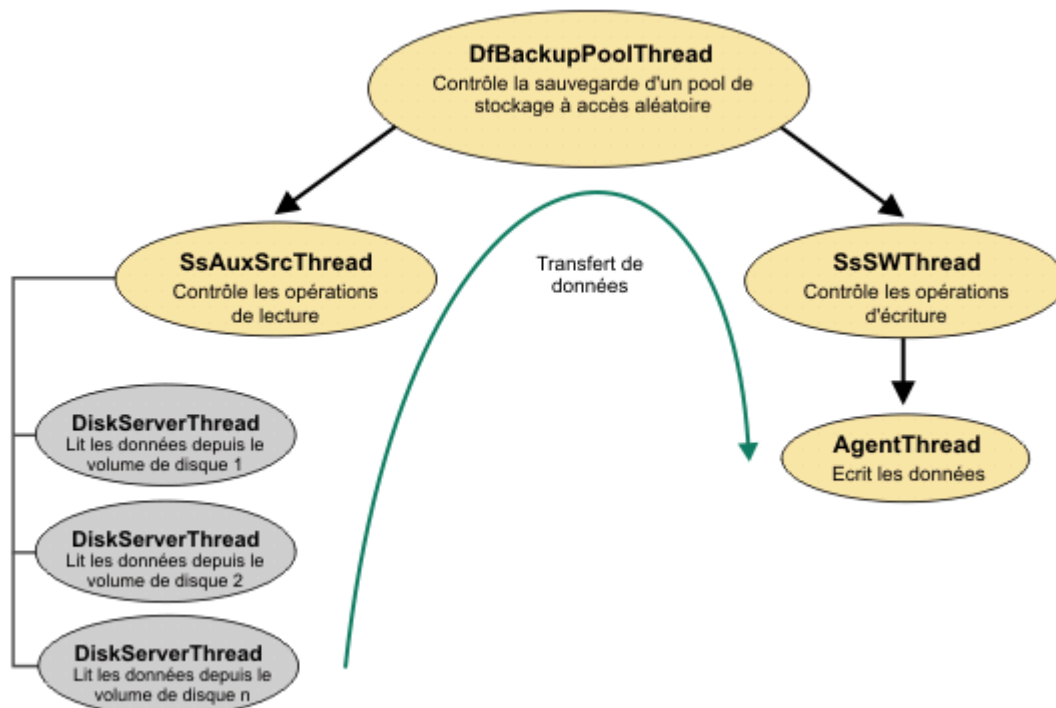 DfBackupPoolThread
Contrôle la sauvegarde d'un pool de
stockage à accès aléatoire
SsAuxSrcThread
Contrôle les opérations
de lecture
Transfert de
données
SsSWThread
Contrôle les opérations
d'écriture
DiskServerThread
Lit les données depuis le
volume de disque 1
AgentThread
Ecrit les données
DiskServerThread
Lit les données depuis le
volume de disque 2
DiskServerThread
Lit les données depuis le
volume de disque n